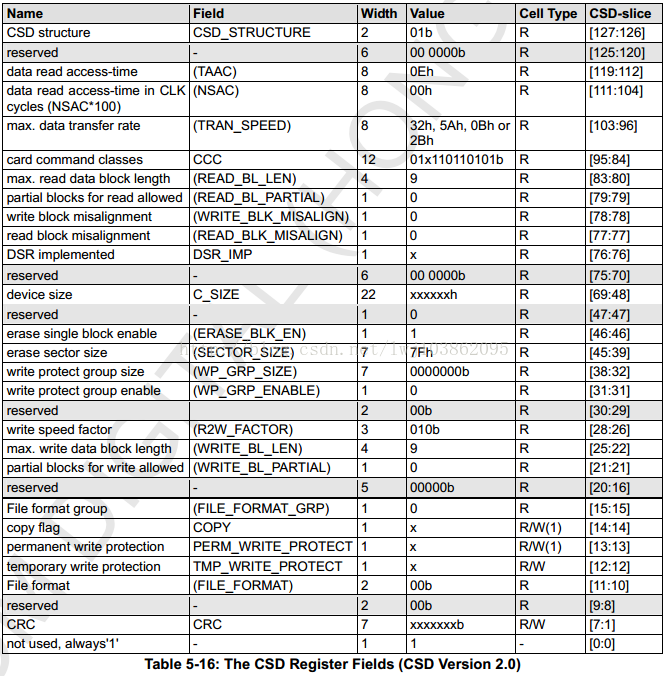 Name Field Width Value Cell Type CSD-slice
CSD structure CSD_STRUCTURE 2 01b R [127:126]
reserved - 6 00 0000b R [125:120]
data read access-time (TAAC) 8 0Eh R [119:112]
data read access-time in CLK cycles (NSAC*100) (NSAC) 8 00h R [111:104]
max. data transfer rate (TRAN_SPEED) 8 32h, 5Ah, 0Bh or 2Bh R [103:96]
card command classes CCC 12 01x110110101b R [95:84]
max. read data block length (READ_BL_LEN) 4 9 R [83:80]
partial blocks for read allowed (READ_BL_PARTIAL) 1 0 R [79:79]
write block misalignment (WRITE_BLK_MISALIGN) 1 0 R [78:78]
read block misalignment (READ_BLK_MISALIGN) 1 0 R [77:77]
DSR implemented DSR_IMP 1 x R [76:76]
reserved - 6 00 0000b R [75:70]
device size C_SIZE 22 xxxxxxh R [69:48]
reserved - 1 0 R [47:47]
erase single block enable (ERASE_BLK_EN) 1 1 R [46:46]
erase sector size (SECTOR_SIZE) 7 7Fh R [45:39]
write protect group size (WP_GRP_SIZE) 7 0000000b R [38:32]
write protect group enable (WP_GRP_ENABLE) 1 0 R [31:31]
reserved 2 00b R [30:29]
write speed factor (R2W_FACTOR) 3 010b R [28:26]
max. write data block length (WRITE_BL_LEN) 4 9 R [25:22]
partial blocks for write allowed (WRITE_BL_PARTIAL) 1 0 R [21:21]
reserved - 5 00000b R [20:16]
File format group (FILE_FORMAT_GRP) 1 0 R [15:15]
copy flag COPY 1 x R/W(1) [14:14]
permanent write protection PERM_WRITE_PROTECT 1 x R/W(1) [13:13]
temporary write protection TMP_WRITE_PROTECT 1 x R/W [12:12]
File format (FILE_FORMAT) 2 00b R [11:10]
reserved - 2 00b R [9:8]
CRC CRC 7 xxxxxxxb R/W [7:1]
not used, always'1' - 1 1 - [0:0]
Table 5-16: The CSD Register Fields (CSD Version 2.0)